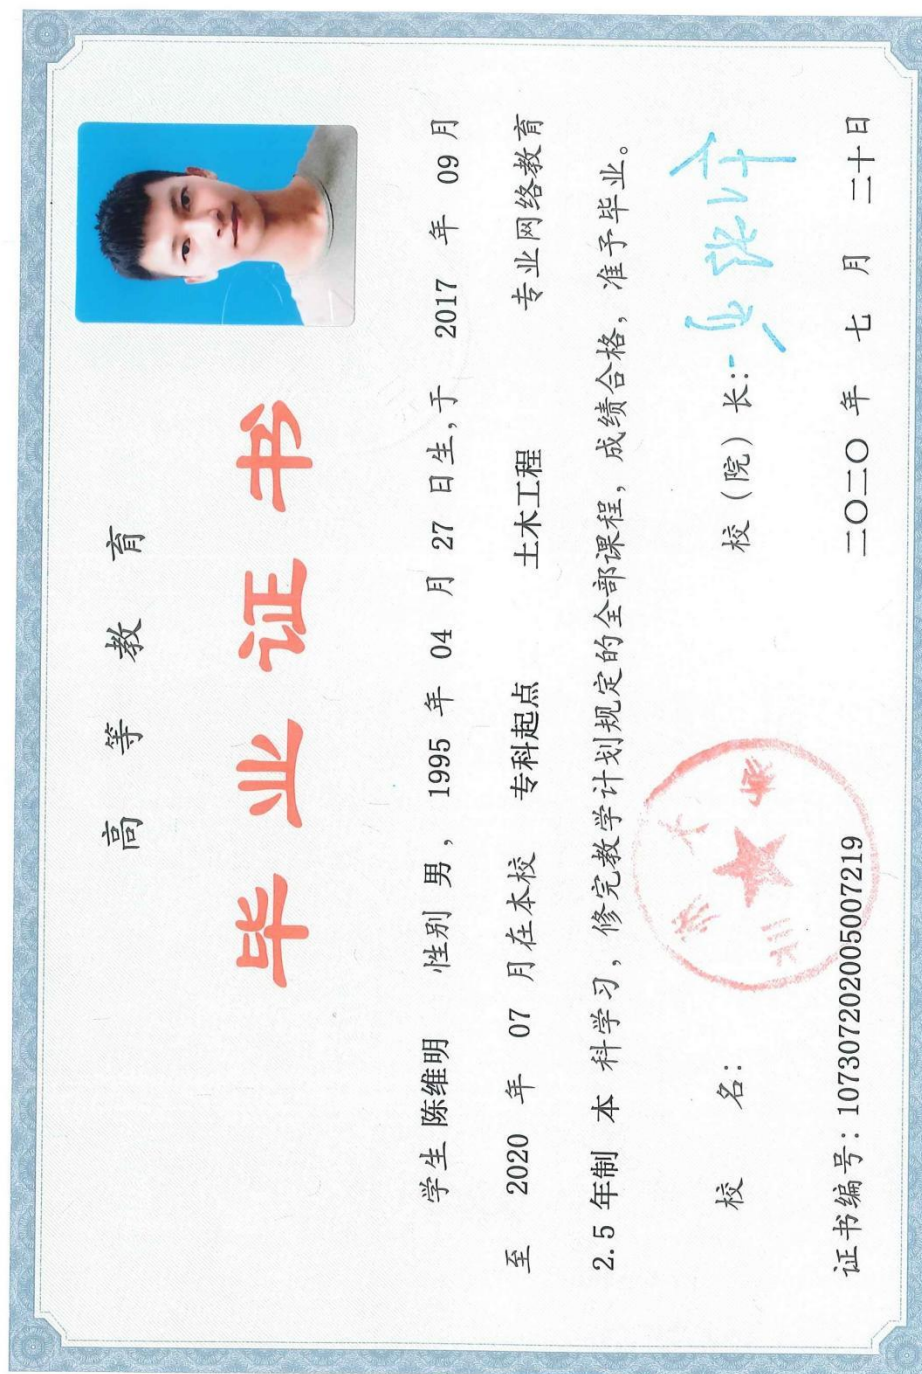 高等教育
毕业证书
学生 陈维明 性别 男， 1995 年 04 月 27 日生,于 2017 年 09 月
至 2020 年 07 月在本校 专科起点 土木工程 专业网络教育
2.5 年制 本 科学习，修完教学计划规定的全部课程，成绩合格，准予毕业。
校 名： 校（院）长：
兰州大学
证书编号：107307202005007219 二〇二〇 年 七 月 二十日